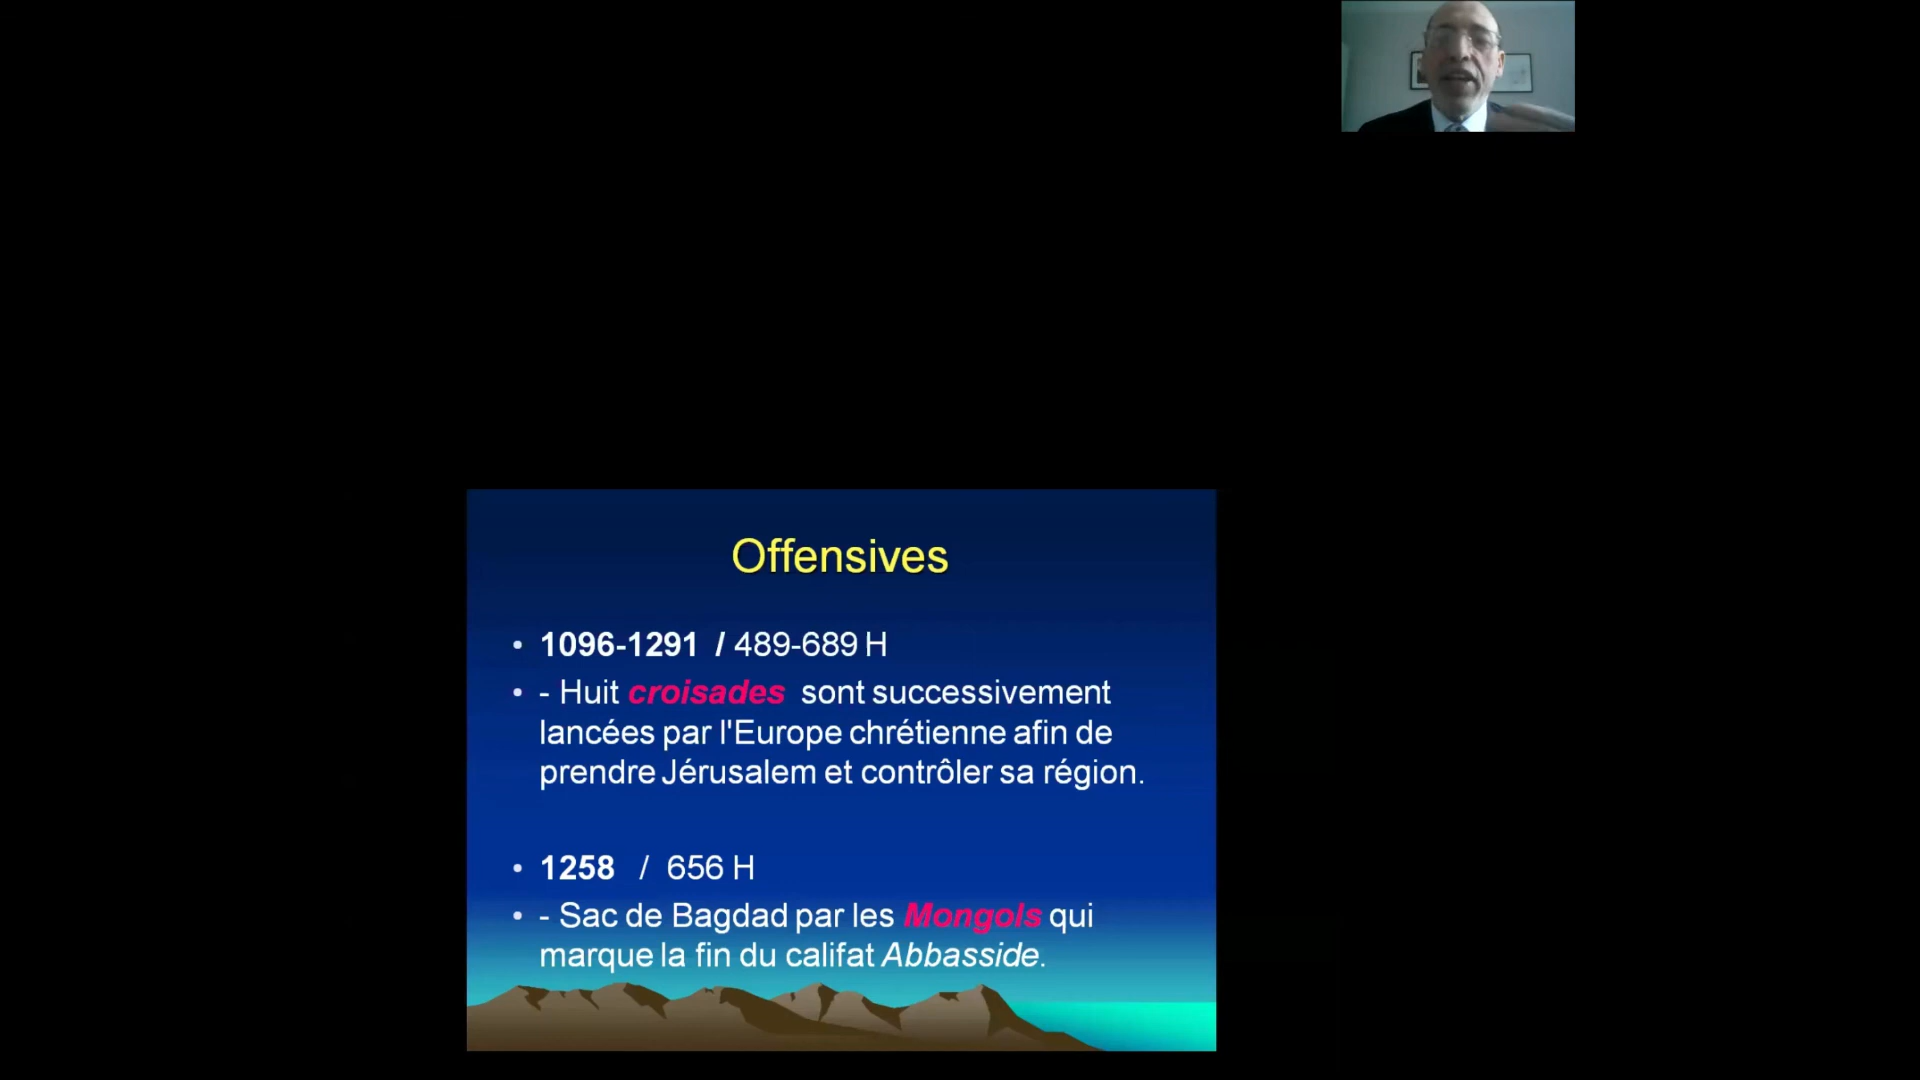 Offensives
• 1096-1291 / 489-689 H
• - Huit croisades sont successivement
lancées par l'Europe chrétienne afin de
prendre Jérusalem et contrôler sa région.
• 1258 / 656 H
• - Sac de Bagdad par les Mongols qui
marque la fin du califat Abbasside.